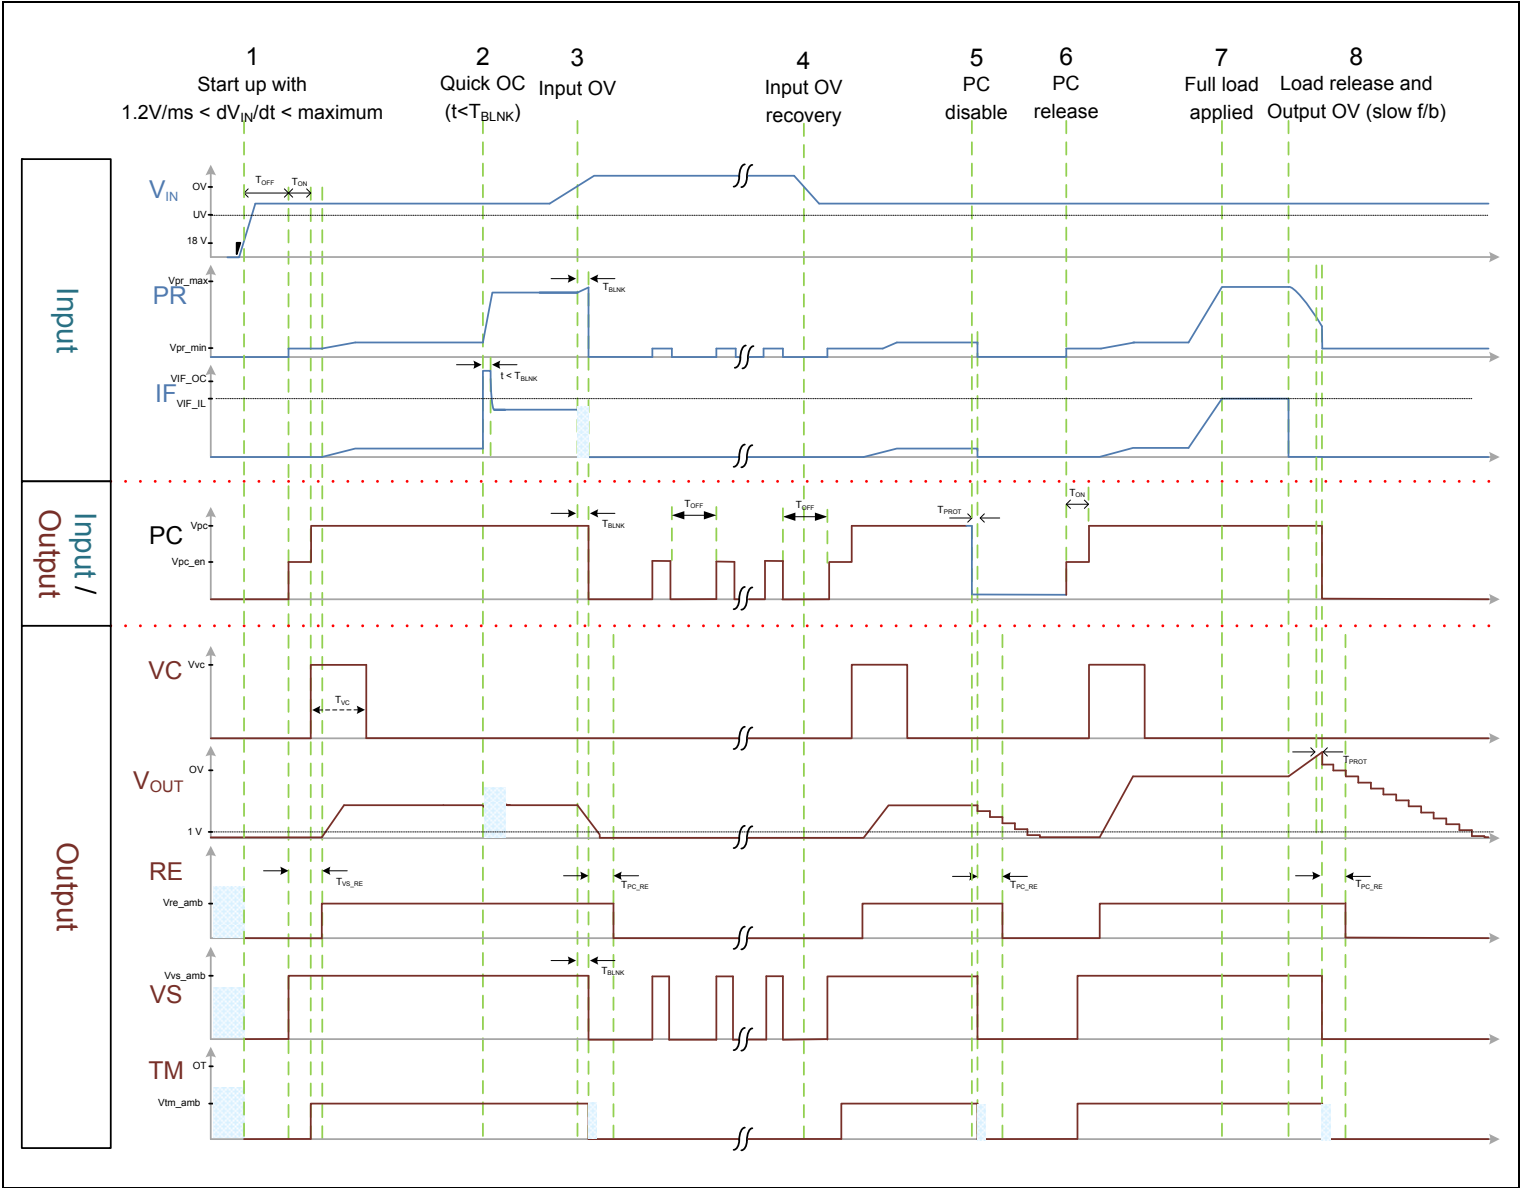 1
Start up with
1.2V/ms < dVIN/dt < maximum
2
Quick OC
(t<TBLNK)
3
Input OV
4
Input OV
recovery
5
PC
disable
6
PC
release
7
Full load
applied
8
Load release and
Output OV (slow f/b)
Input
VIN
OV
UV
18 V
TOFF
TON
PR
Vpr_max
Vpr_min
TBLNK
IF
VIF_OC
VIF_IL
t < TBLNK
Input /
Output
PC
Vpc
Vpc_en
TBLNK
TOFF
TOFF
TPROT
TON
Output
VC
Vvc
TVC
VOUT
OV
1 V
TPROT
RE
Vre_amb
TVS_RE
TPC_RE
TPC_RE
TPC_RE
VS
Vvs_amb
TBLNK
TM
OT
Vtm_amb